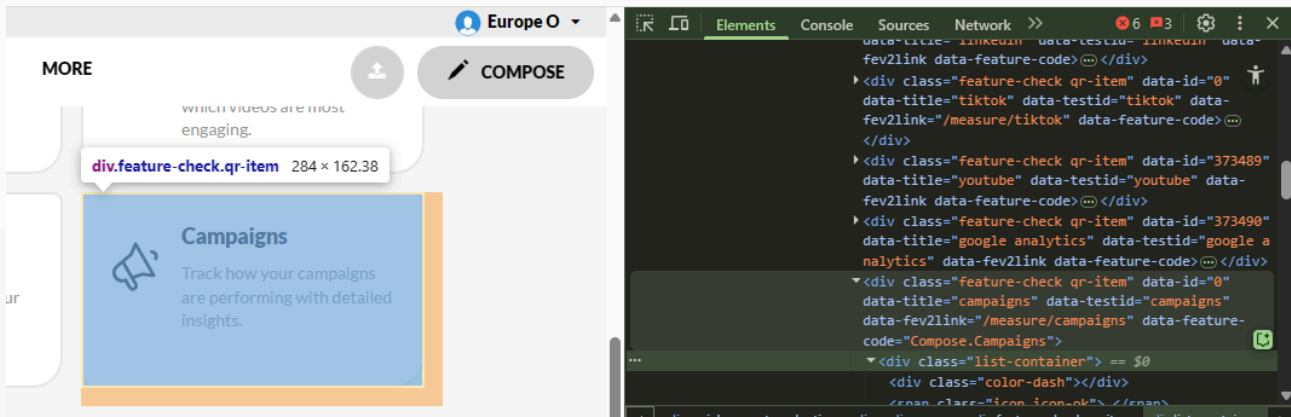 Europe O
MORE
COMPOSE
which videos are most
engaging.
div.feature-check.qr-item 284 × 162.38
Campaigns
Track how your campaigns
are performing with detailed
insights.
ur
Elements Console Sources Network 6 3
data-title="linkedin" data-testid="linkedin" data-
fev2link data-feature-code>…</div>
<div class="feature-check qr-item" data-id="0"
data-title="tiktok" data-testid="tiktok" data-
fev2link="/measure/tiktok" data-feature-code>…
</div>
<div class="feature-check qr-item" data-id="373489"
data-title="youtube" data-testid="youtube" data-
fev2link data-feature-code>…</div>
<div class="feature-check qr-item" data-id="373490"
data-title="google analytics" data-testid="google a
nalytics" data-fev2link data-feature-code>…</div>
<div class="feature-check qr-item" data-id="0"
data-title="campaigns" data-testid="campaigns"
data-fev2link="/measure/campaigns" data-feature-
code="Compose.Campaigns">
… <div class="list-container"> == $0
<div class="color-dash"></div>
<span class="icon icon-ok"> </span>